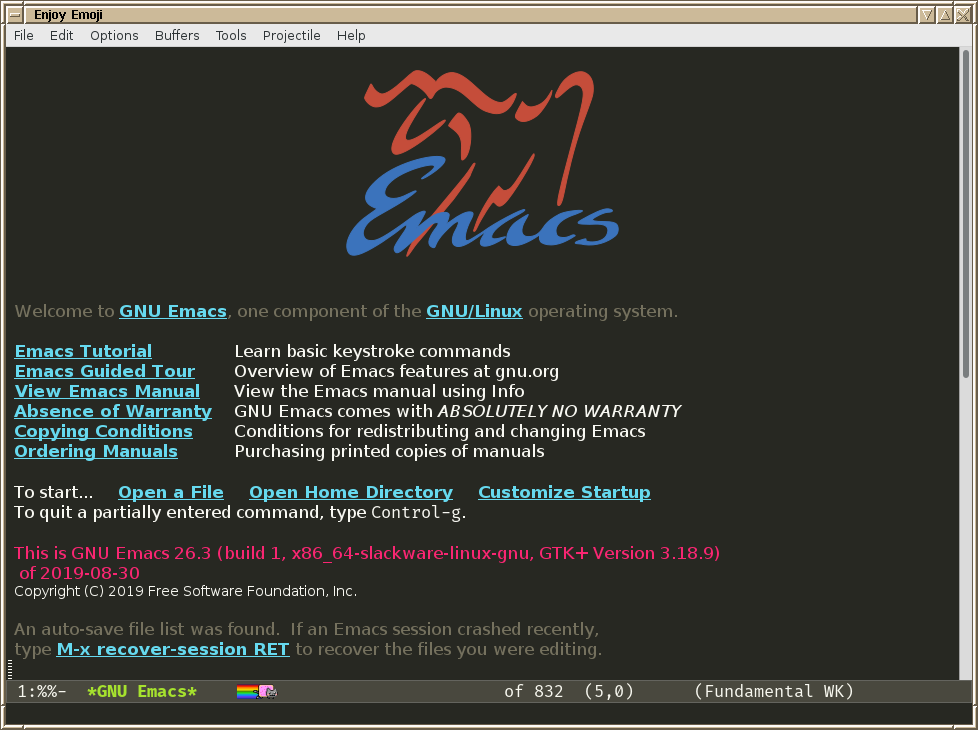 Enjoy Emoji
File Edit Options Buffers Tools Projectile Help
Emacs
Welcome to GNU Emacs, one component of the GNU/Linux operating system.
Emacs Tutorial Learn basic keystroke commands
Emacs Guided Tour Overview of Emacs features at gnu.org
View Emacs Manual View the Emacs manual using Info
Absence of Warranty GNU Emacs comes with ABSOLUTELY NO WARRANTY
Copying Conditions Conditions for redistributing and changing Emacs
Ordering Manuals Purchasing printed copies of manuals
To start... Open a File Open Home Directory Customize Startup
To quit a partially entered command, type Control-g.
This is GNU Emacs 26.3 (build 1, x86_64-slackware-linux-gnu, GTK+ Version 3.18.9)
of 2019-08-30
Copyright (C) 2019 Free Software Foundation, Inc.
An auto-save file list was found. If an Emacs session crashed recently,
type M-x recover-session RET to recover the files you were editing.
1:%%- *GNU Emacs* of 832 (5,0) (Fundamental WK)